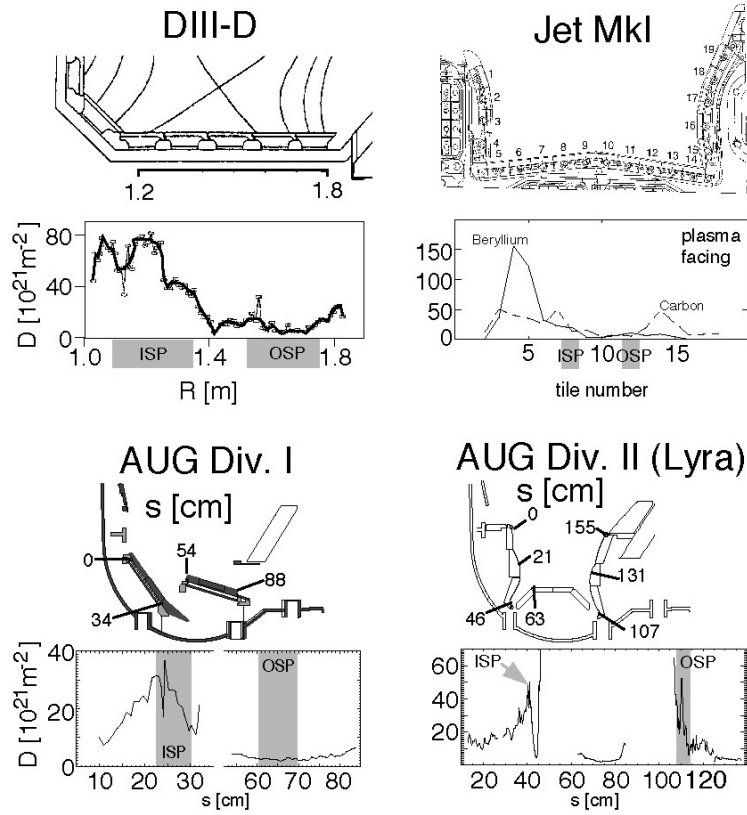 DIII-D
1.2 1.8
80
40
0
D [10²¹m⁻²]
1.0 1.4 1.8
ISP OSP
R [m]
Jet MkI
1
2
3
4
5 6 7 8 9 10 11 12 13 14
15
16
17
18
19
150
100
50
50
Beryllium
plasma
facing
Carbon
5 10 15
ISP OSP
tile number
AUG Div. I
s [cm]
0
54
88
34
40
20
0
D [10²¹m⁻²]
ISP
OSP
10 20 30 50 60 70 80
s [cm]
AUG Div. II (Lyra)
s [cm]
0
155
21
131
46 63
107
60
40
20
ISP
OSP
20 40 60 80 100 120
s [cm]